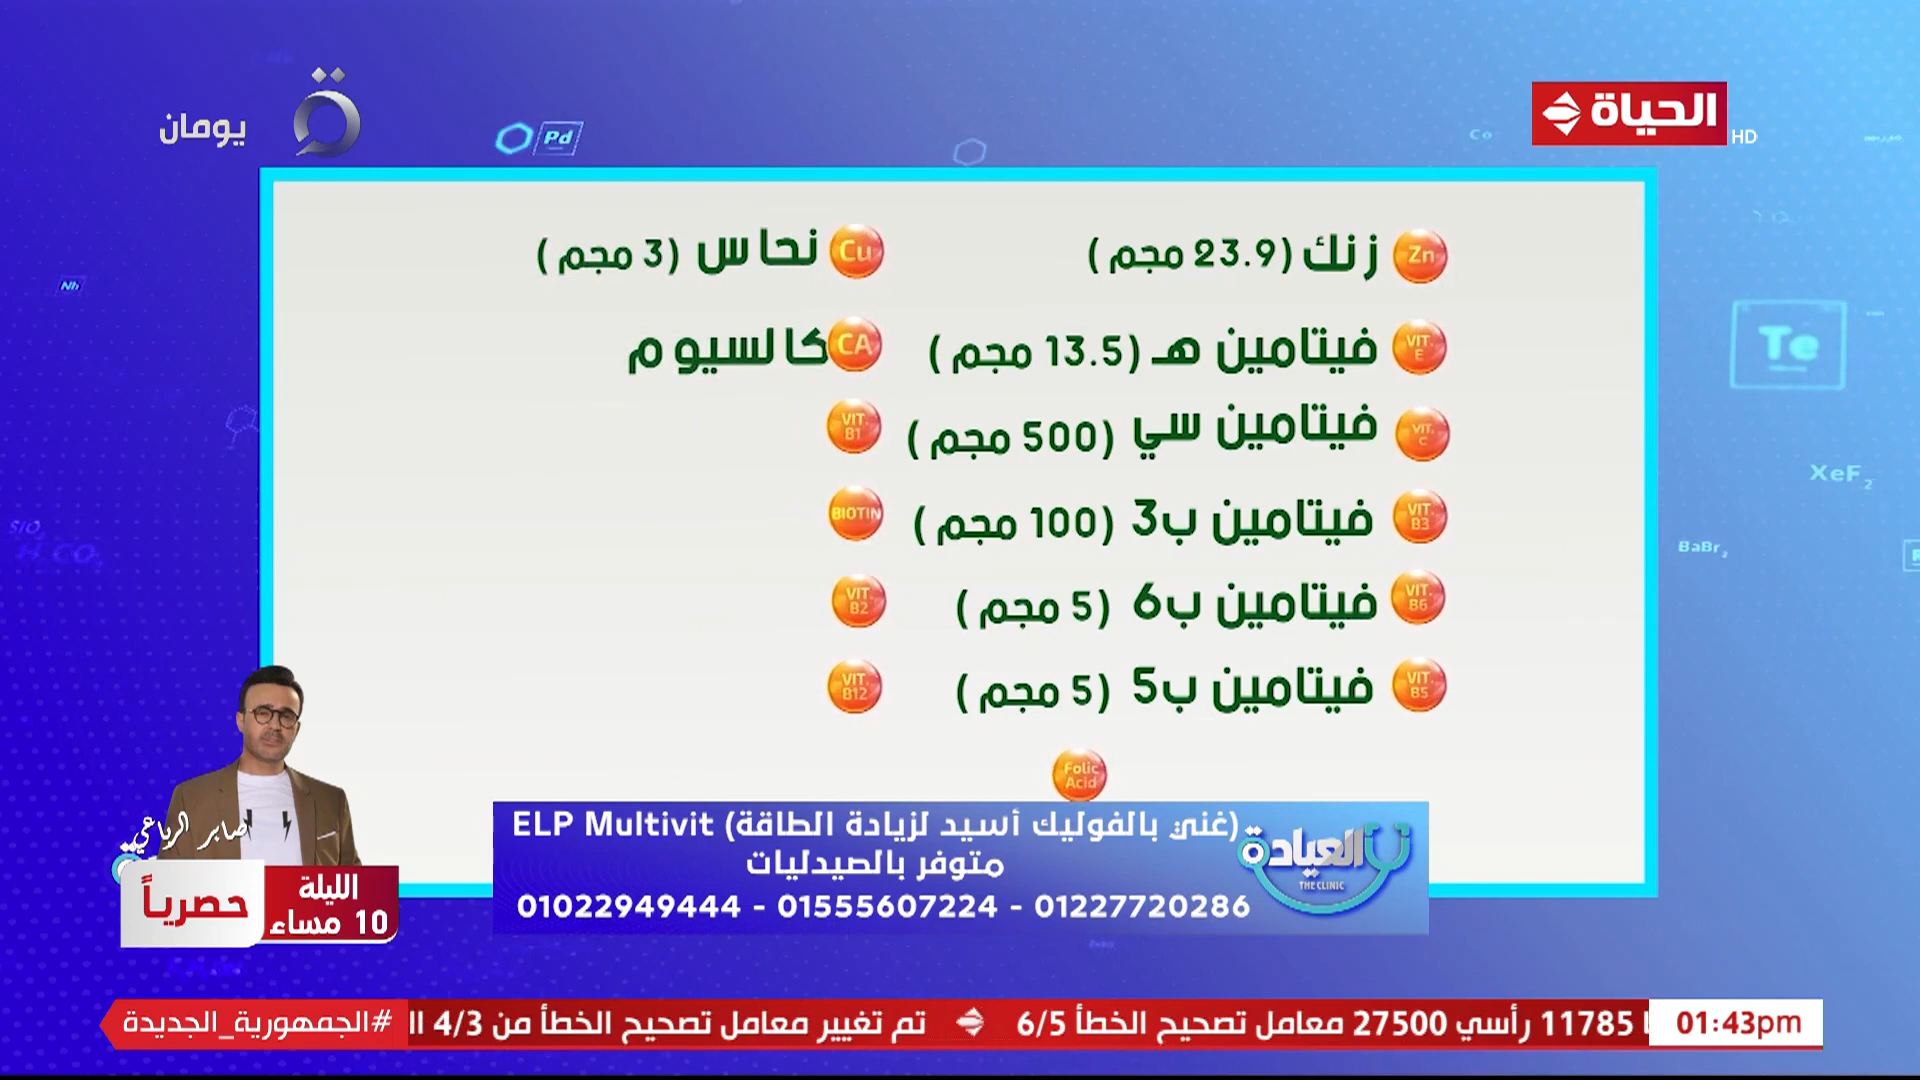 يومان
ة
Pd
Co
الحياة
HD
Zn زنك (23.9 مجم)
Cu نحاس (3 مجم)
VIT. E فيتامين هـ (13.5 مجم)
CA كالسيوم
VIT. C فيتامين سي (500 مجم)
VIT. B1
VIT. B3 فيتامين ب3 (100 مجم)
BIOTIN
VIT. B6 فيتامين ب6 (5 مجم)
VIT. B2
VIT. B5 فيتامين ب5 (5 مجم)
VIT. B12
Folic Acid
Nh
Te
XeF2
BaBr2
H2CO3
ELP Multivit (غني بالفوليك أسيد لزيادة الطاقة)
متوفر بالصيدليات
01022949444 - 01555607224 - 01227720286
العيادة
THE CLINIC
صابر الرباعي
الليلة
10 مساء
حصرياً
01:43pm
11785 رأسي 27500 معامل تصحيح الخطأ 6/5
تم تغيير معامل تصحيح الخطأ من 4/3
#الجمهورية_الجديدة